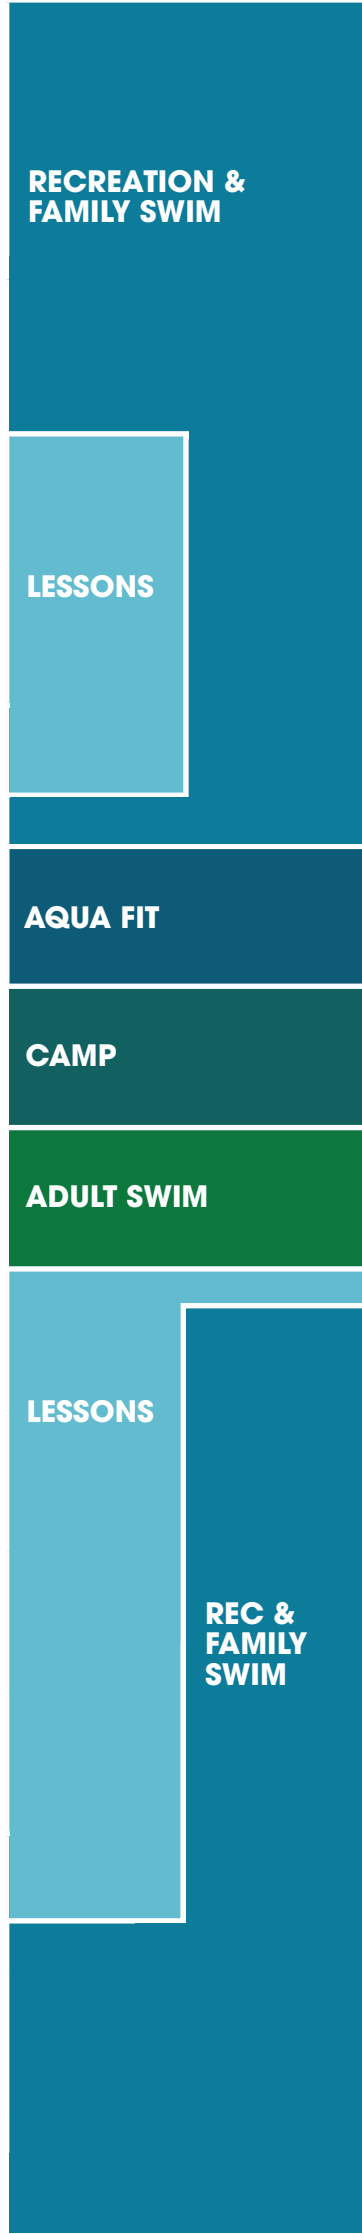 RECREATION &
FAMILY SWIM
LESSONS
AQUA FIT
CAMP
ADULT SWIM
LESSONS
REC &
FAMILY
SWIM